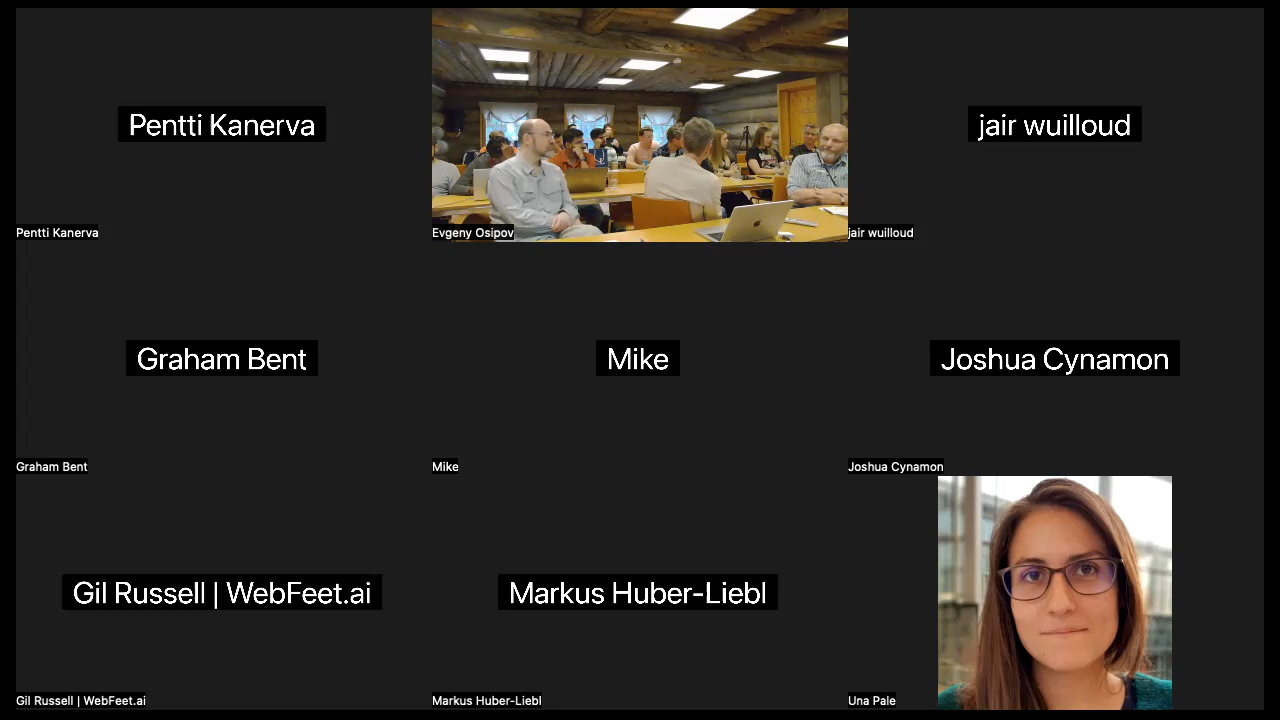 Pentti Kanerva
jair wuilloud
Pentti Kanerva
Evgeny Osipov
jair wuilloud
Graham Bent
Mike
Joshua Cynamon
Graham Bent
Mike
Joshua Cynamon
Gil Russell | WebFeet.ai
Markus Huber-Liebl
Gil Russell | WebFeet.ai
Markus Huber-Liebl
Una Pale